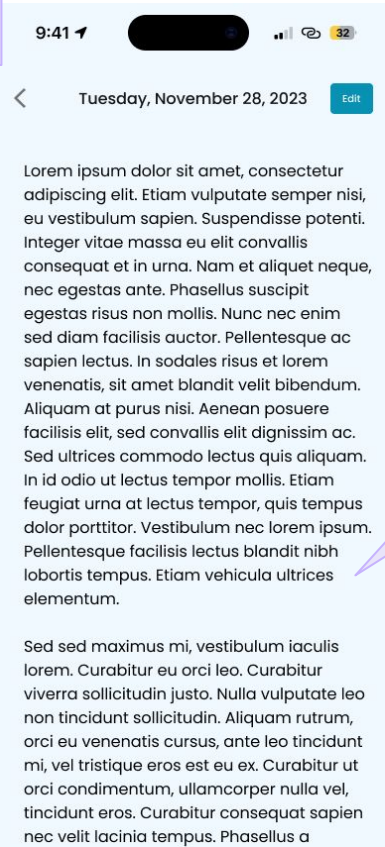 9:41
32
Tuesday, November 28, 2023
Edit
Lorem ipsum dolor sit amet, consectetur
adipiscing elit. Etiam vulputate semper nisi,
eu vestibulum sapien. Suspendisse potenti.
Integer vitae massa eu elit convallis
consequat et in urna. Nam et aliquet neque,
nec egestas ante. Phasellus suscipit
egestas risus non mollis. Nunc nec enim
sed diam facilisis auctor. Pellentesque ac
sapien lectus. In sodales risus et lorem
venenatis, sit amet blandit velit bibendum.
Aliquam at purus nisi. Aenean posuere
facilisis elit, sed convallis elit dignissim ac.
Sed ultrices commodo lectus quis aliquam.
In id odio ut lectus tempor mollis. Etiam
feugiat urna at lectus tempor, quis tempus
dolor porttitor. Vestibulum nec lorem ipsum.
Pellentesque facilisis lectus blandit nibh
lobortis tempus. Etiam vehicula ultrices
elementum.
Sed sed maximus mi, vestibulum iaculis
lorem. Curabitur eu orci leo. Curabitur
viverra sollicitudin justo. Nulla vulputate leo
non tincidunt sollicitudin. Aliquam rutrum,
orci eu venenatis cursus, ante leo tincidunt
mi, vel tristique eros est eu ex. Curabitur ut
orci condimentum, ullamcorper nulla vel,
tincidunt eros. Curabitur consequat sapien
nec velit lacinia tempus. Phasellus a